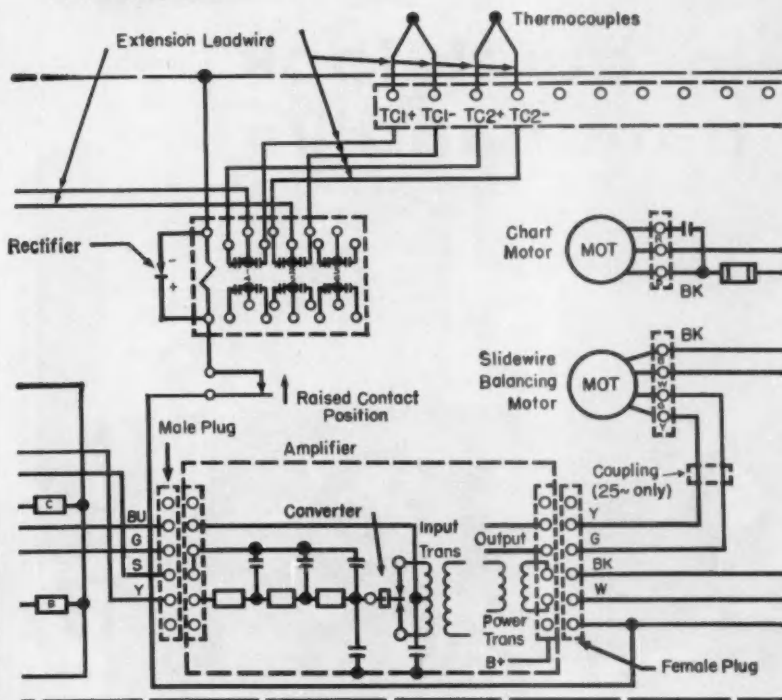 Thermocouples
Extension Leadwire
TC1+ TC1- TC2+ TC2-
Rectifier
-
+
Chart
Motor
MOT
BK
BK
Slidewire
Balancing
Motor
MOT
Raised Contact
Position
Male Plug
Amplifier
Coupling
(25~ only)
C
Converter
Input
Trans
Output
BU
G
S
Y
Y
G
BK
W
B
Power
Trans
B+
Female Plug